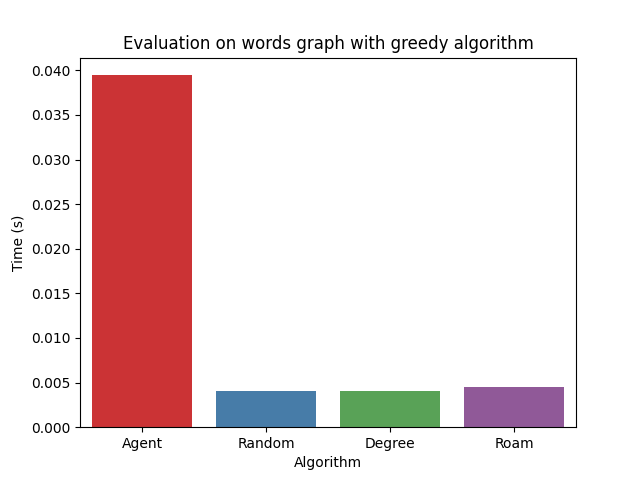 Evaluation on words graph with greedy algorithm
Time (s)
0.040
0.035
0.030
0.025
0.020
0.015
0.010
0.005
0.000
Agent Random Degree Roam
Algorithm